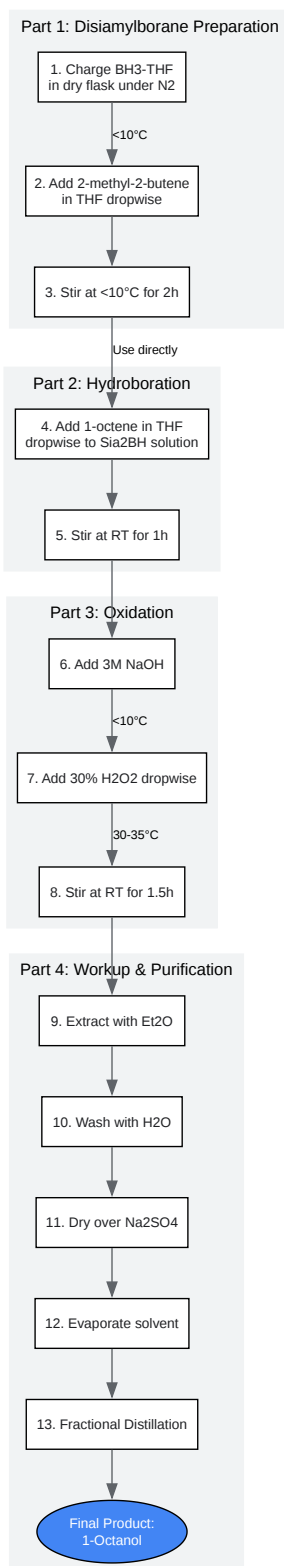 Part 1: Disiamylborane Preparation
1. Charge BH3-THF
in dry flask under N2
<10°C
2. Add 2-methyl-2-butene
in THF dropwise
3. Stir at <10°C for 2h
Use directly
Part 2: Hydroboration
4. Add 1-octene in THF
dropwise to Sia2BH solution
5. Stir at RT for 1h
Part 3: Oxidation
6. Add 3M NaOH
<10°C
7. Add 30% H2O2 dropwise
30-35°C
8. Stir at RT for 1.5h
Part 4: Workup & Purification
9. Extract with Et2O
10. Wash with H2O
11. Dry over Na2SO4
12. Evaporate solvent
13. Fractional Distillation
Final Product:
1-Octanol